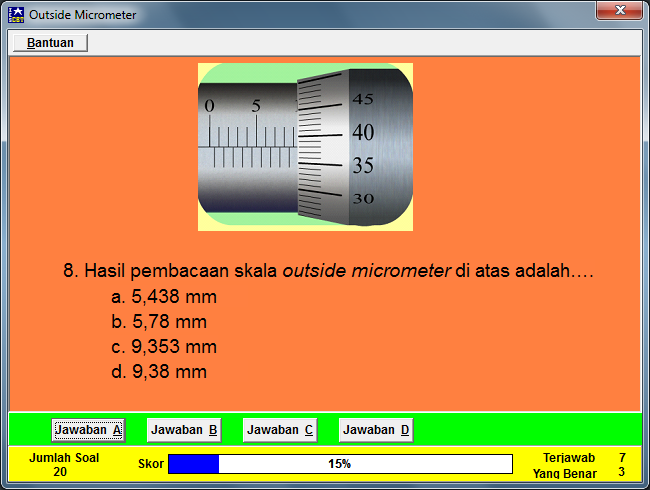 Outside Micrometer
Bantuan
0 5
45
40
35
30
8. Hasil pembacaan skala outside micrometer di atas adalah....
a. 5,438 mm
b. 5,78 mm
c. 9,353 mm
d. 9,38 mm
Jawaban A Jawaban B Jawaban C Jawaban D
Jumlah Soal
20
Skor 15%
Terjawab 7
Yang Benar 3